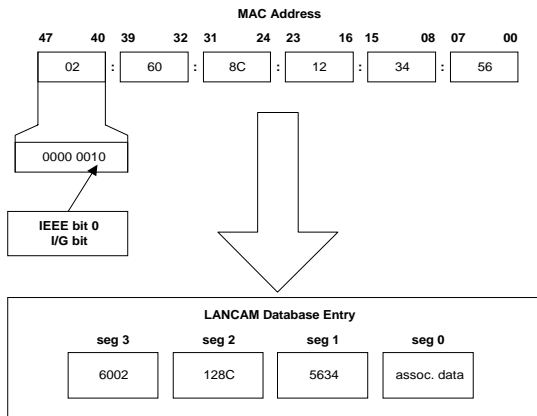 MAC Address
47 40 39 32 31 24 23 16 15 08 07 00
02 : 60 : 8C : 12 : 34 : 56
0000 0010
IEEE bit 0
I/G bit
LANCAM Database Entry
seg 3 seg 2 seg 1 seg 0
6002 128C 5634 assoc. data